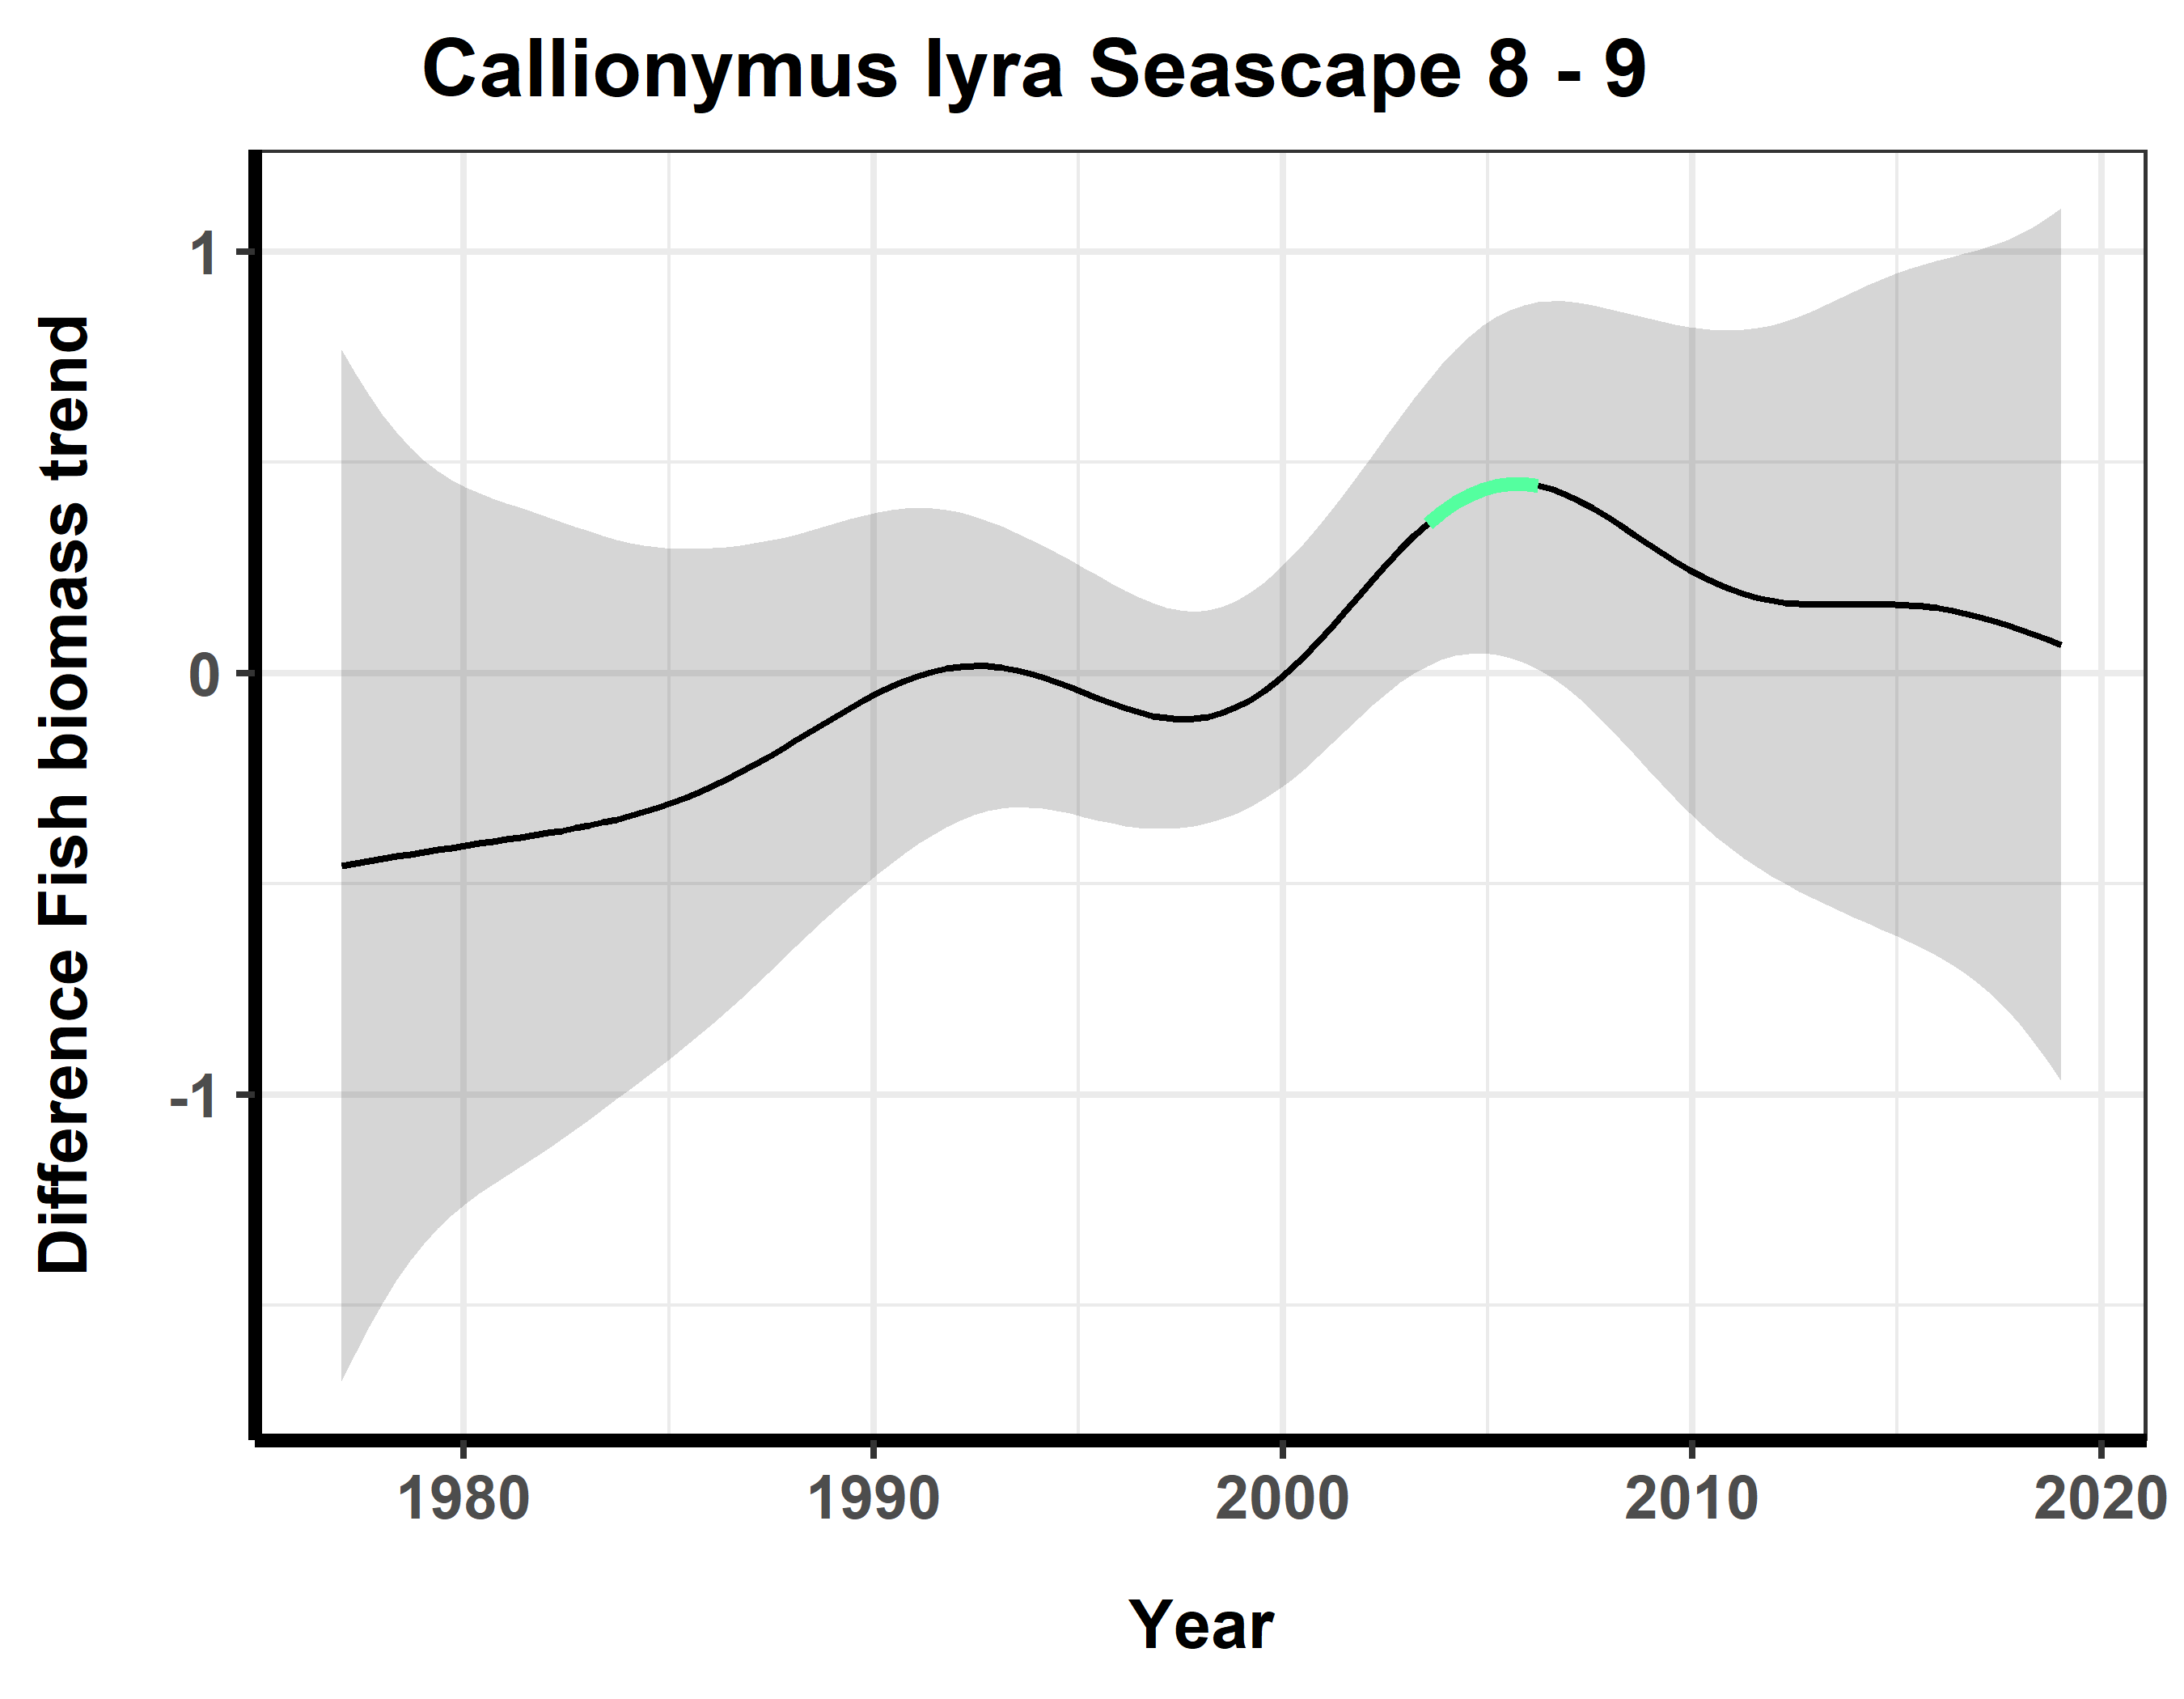 Callionymus lyra Seascape 8 - 9
Difference Fish biomass trend
1
0
-1
1980 1990 2000 2010 2020
Year